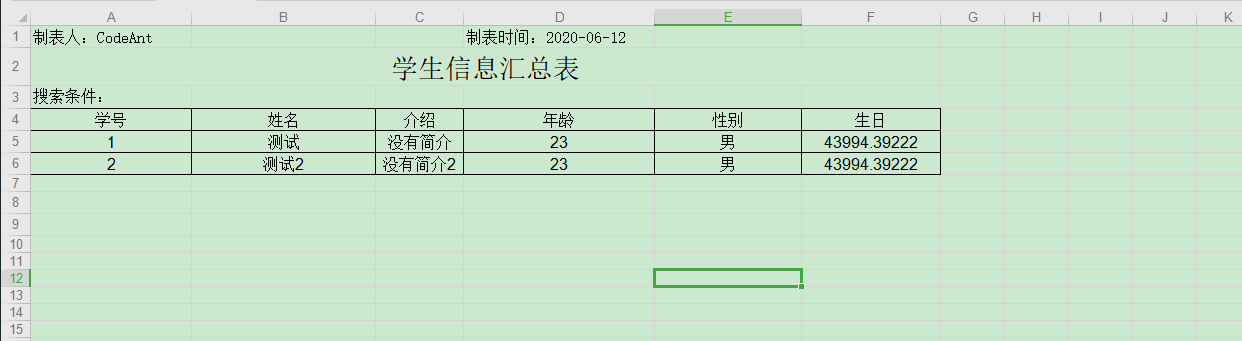 A B C D E F G H I J K
1 制表人：CodeAnt 制表时间：2020-06-12
2 学生信息汇总表
3 搜索条件：
4 学号 姓名 介绍 年龄 性别 生日
5 1 测试 没有简介 23 男 43994.39222
6 2 测试2 没有简介2 23 男 43994.39222
7
8
9
10
11
12
13
14
15